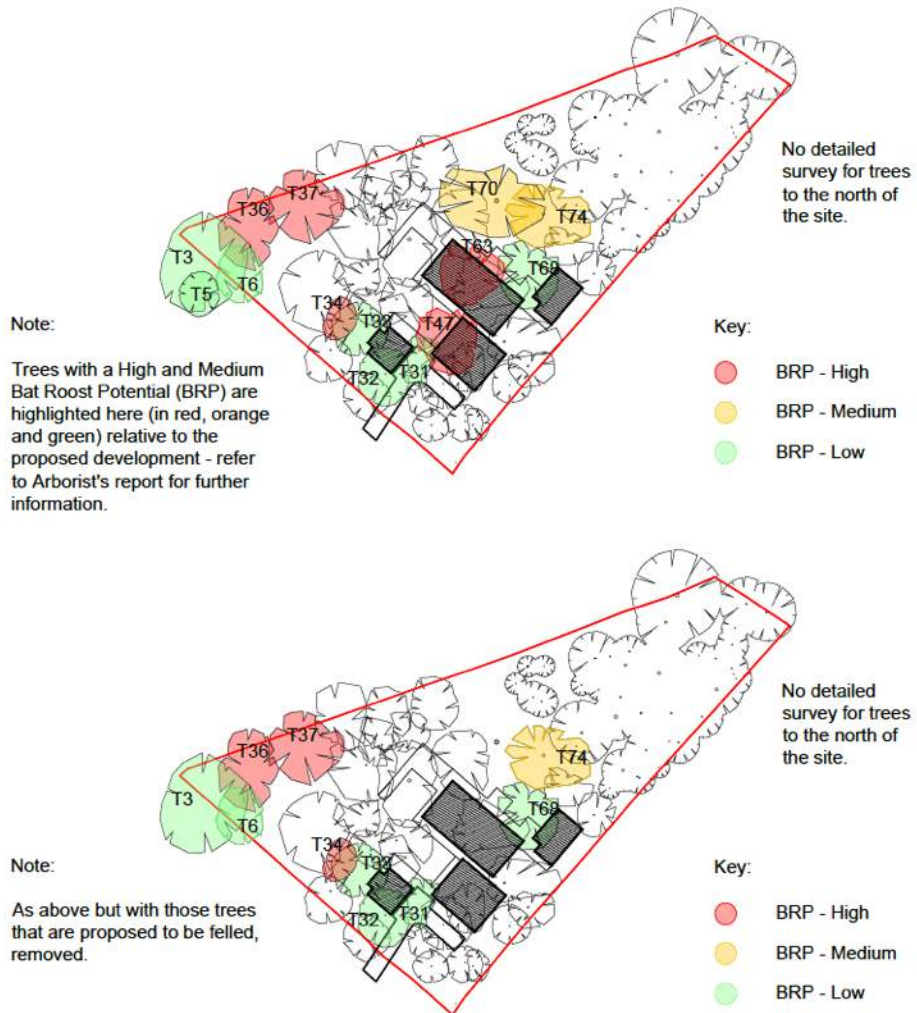 No detailed
survey for trees
to the north of
the site.
T70
T37
T36
T74
T63
T3
T69
T6
T5
T34
T33
T47
T31
T32
Note:
Trees with a High and Medium
Bat Roost Potential (BRP) are
highlighted here (in red, orange
and green) relative to the
proposed development - refer
to Arborist's report for further
information.
Key:
BRP - High
BRP - Medium
BRP - Low
No detailed
survey for trees
to the north of
the site.
T37
T36
T74
T3
T69
T6
T34
T33
T31
T32
Note:
As above but with those trees
that are proposed to be felled,
removed.
Key:
BRP - High
BRP - Medium
BRP - Low